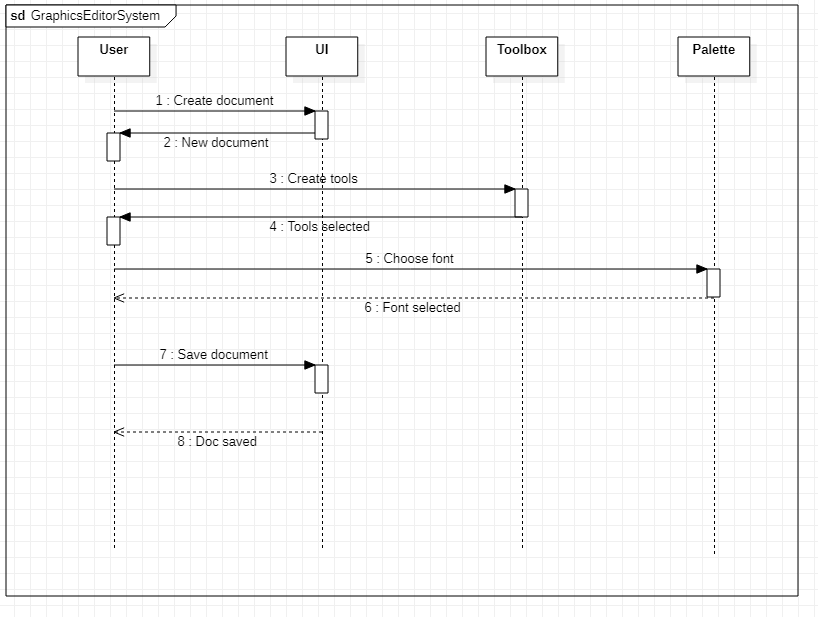 sd GraphicsEditorSystem
User
UI
Toolbox
Palette
1 : Create document
2 : New document
3 : Create tools
4 : Tools selected
5 : Choose font
6 : Font selected
7 : Save document
8 : Doc saved